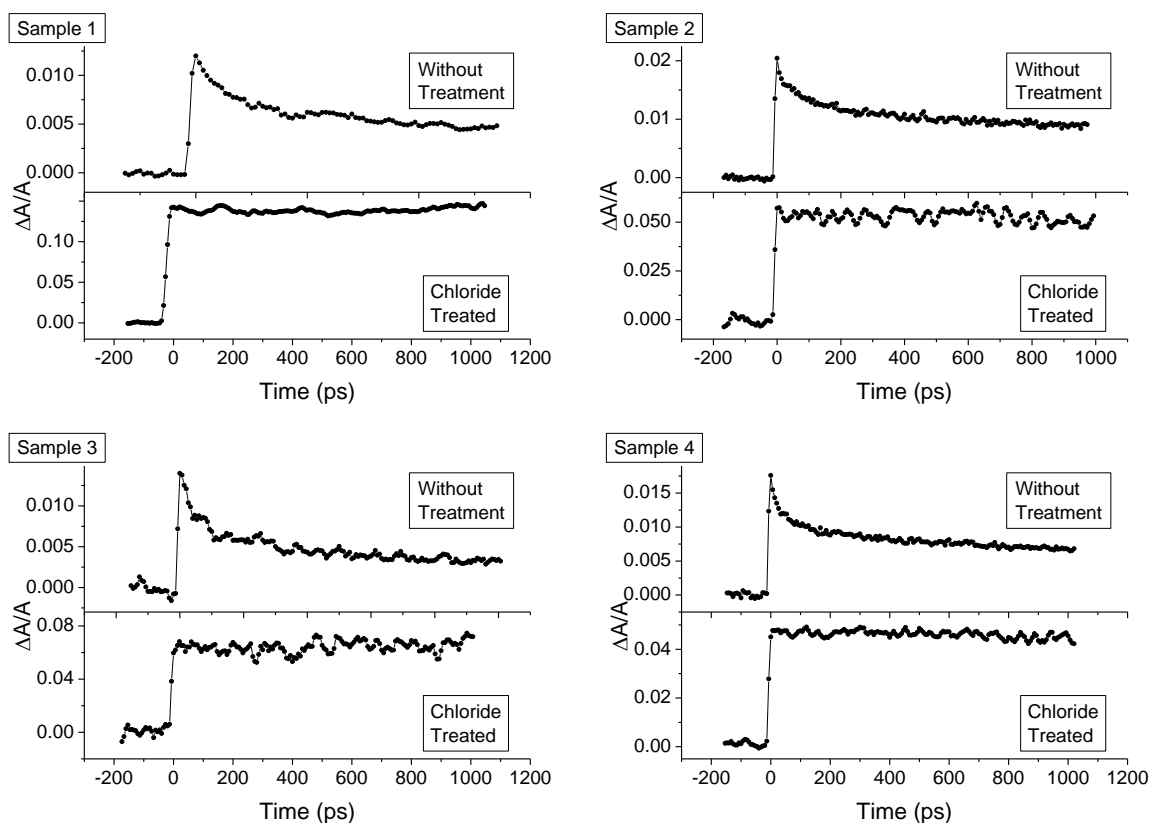 Sample 1
Without
Treatment
0.010
0.005
0.000
ΔA/A
0.10
0.00
Chloride
Treated
-200 0 200 400 600 800 1000 1200
Time (ps)
Sample 2
Without
Treatment
0.02
0.01
0.00
ΔA/A
0.050
0.025
0.000
Chloride
Treated
-200 0 200 400 600 800 1000
Time (ps)
Sample 3
Without
Treatment
0.010
0.005
0.000
ΔA/A
0.08
0.04
0.00
Chloride
Treated
-200 0 200 400 600 800 1000 1200
Time (ps)
Sample 4
Without
Treatment
0.015
0.010
0.005
0.000
ΔA/A
0.04
0.02
0.00
Chloride
Treated
-200 0 200 400 600 800 1000 1200
Time (ps)